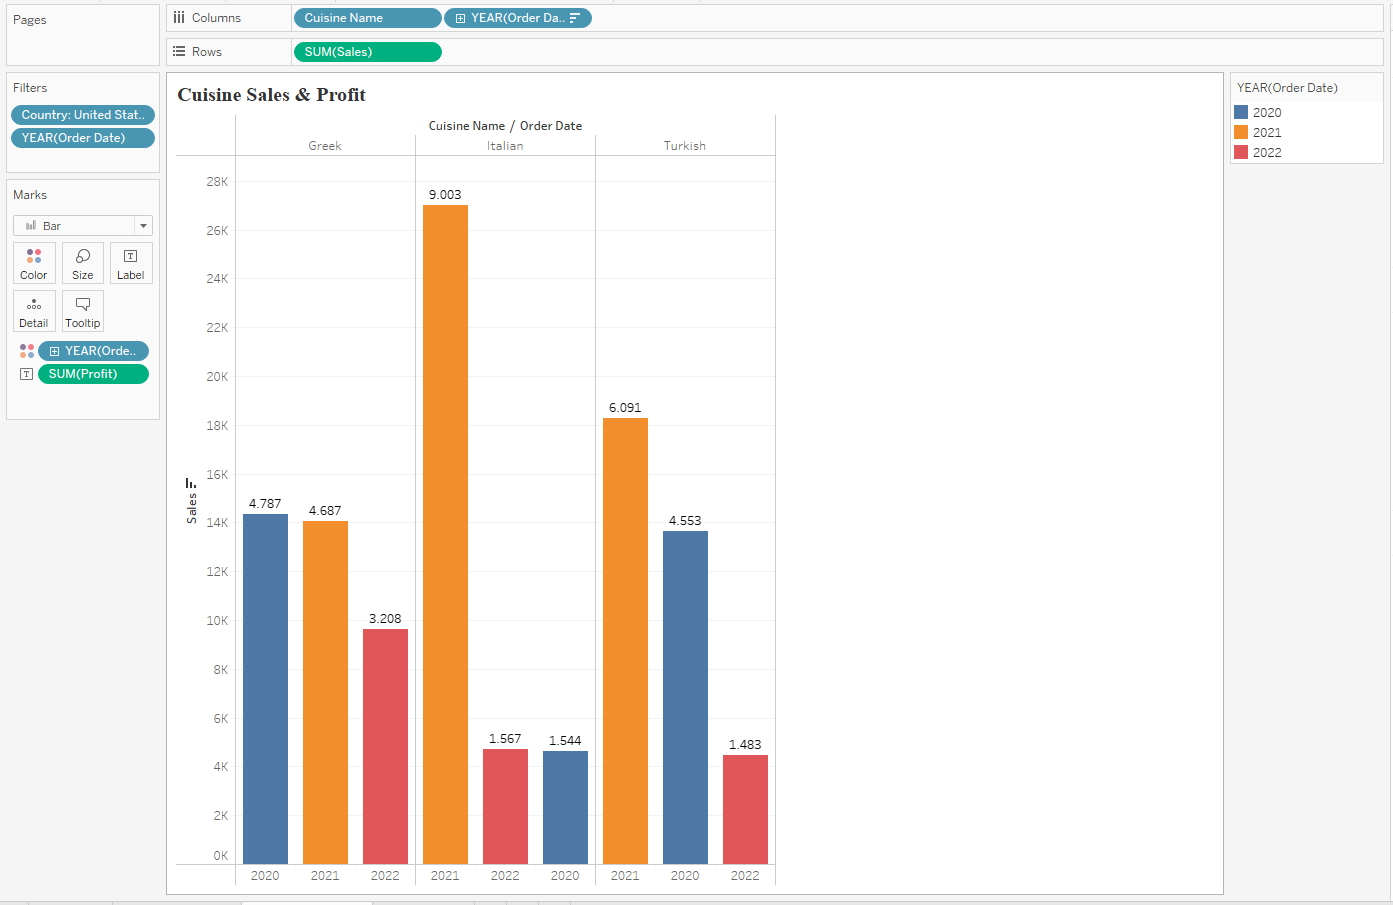 Pages
Columns
Cuisine Name
YEAR(Order Da..
Rows
SUM(Sales)
Filters
Country: United Stat..
YEAR(Order Date)
Marks
Bar
Color
Size
Label
Detail
Tooltip
YEAR(Orde..
SUM(Profit)
Cuisine Sales & Profit
Cuisine Name / Order Date
Greek
Italian
Turkish
28K
26K
24K
22K
20K
18K
16K
14K
12K
10K
8K
6K
4K
2K
0K
Sales
4.787
4.687
3.208
9.003
1.567
1.544
6.091
4.553
1.483
2020
2021
2022
2021
2022
2020
2021
2020
2022
YEAR(Order Date)
2020
2021
2022